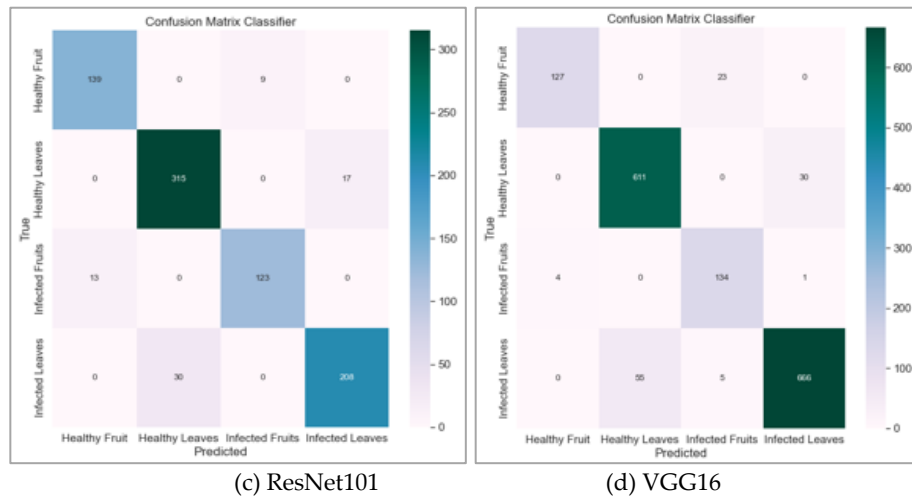 Confusion Matrix Classifier
Healthy Fruit
139 0 9 0
Healthy Leaves
0 315 0 17
True
Infected Fruits
13 0 123 0
Infected Leaves
0 30 0 208
Healthy Fruit Healthy Leaves Infected Fruits Infected Leaves
Predicted
300
250
200
150
100
50
0
(c) ResNet101
Confusion Matrix Classifier
Healthy Fruit
127 0 23 0
Healthy Leaves
0 611 0 30
True
Infected Fruits
4 0 134 1
Infected Leaves
0 55 5 666
Healthy Fruit Healthy Leaves Infected Fruits Infected Leaves
Predicted
600
500
400
300
200
100
0
(d) VGG16